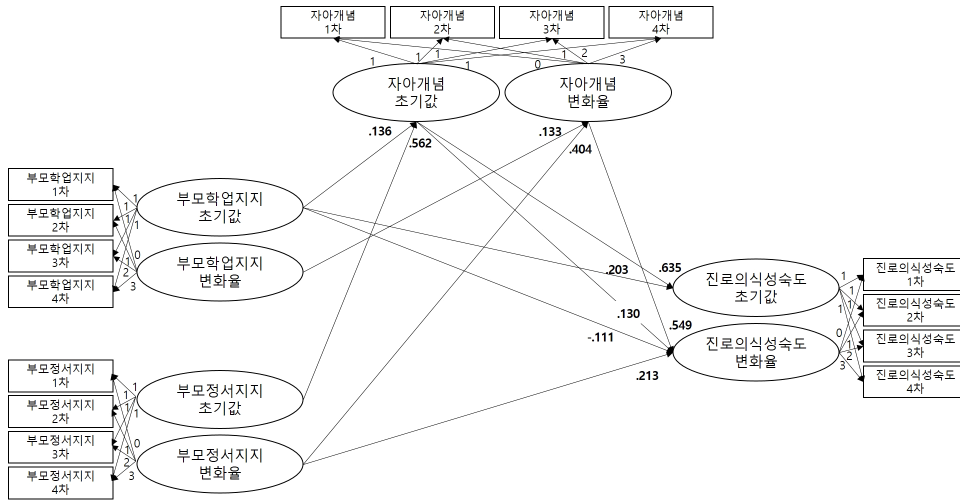 자아개념
1차
자아개념
2차
자아개념
3차
자아개념
4차
1
1
1
1
0
1
2
3
자아개념
초기값
자아개념
변화율
.136
.562
.133
.404
부모학업지지
1차
부모학업지지
2차
부모학업지지
3차
부모학업지지
4차
1
1
1
1
0
1
2
3
부모학업지지
초기값
부모학업지지
변화율
.203
.635
.130
-.111
.549
.213
진로의식성숙도
초기값
진로의식성숙도
변화율
1
1
1
1
0
1
2
3
진로의식성숙도
1차
진로의식성숙도
2차
진로의식성숙도
3차
진로의식성숙도
4차
부모정서지지
1차
부모정서지지
2차
부모정서지지
3차
부모정서지지
4차
1
1
1
1
0
1
2
3
부모정서지지
초기값
부모정서지지
변화율